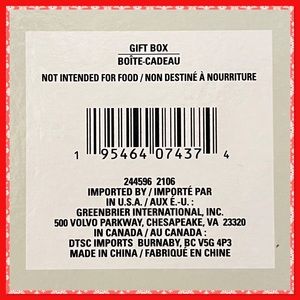 GIFT BOX
BOÎTE-CADEAU
NOT INTENDED FOR FOOD / NON DESTINÉ À NOURRITURE
1 95464 07437 4
244596 2106
IMPORTED BY / IMPORTÉ PAR
IN U.S.A. / AUX É.-U. :
GREENBRIER INTERNATIONAL, INC.
500 VOLVO PARKWAY, CHESAPEAKE, VA 23320
IN CANADA / AU CANADA :
DTSC IMPORTS BURNABY, BC V5G 4P3
MADE IN CHINA / FABRIQUÉ EN CHINE